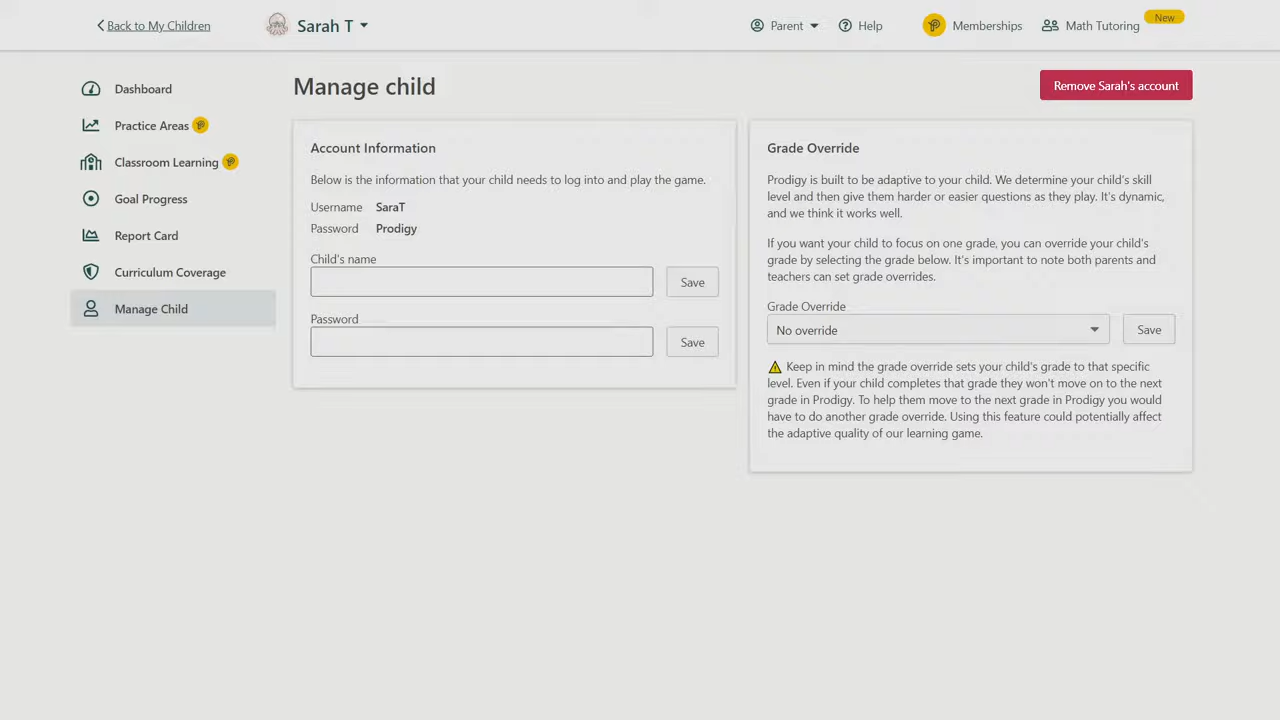 Back to My Children
Sarah T
Parent
Help
Memberships
Math Tutoring
New
Dashboard
Practice Areas
Classroom Learning
Goal Progress
Report Card
Curriculum Coverage
Manage Child
Manage child
Remove Sarah's account
Account Information
Below is the information that your child needs to log into and play the game.
Username SaraT
Password Prodigy
Child's name
Save
Password
Save
Grade Override
Prodigy is built to be adaptive to your child. We determine your child's skill
level and then give them harder or easier questions as they play. It's dynamic,
and we think it works well.
If you want your child to focus on one grade, you can override your child's
grade by selecting the grade below. It's important to note both parents and
teachers can set grade overrides.
Grade Override
No override
Save
Keep in mind the grade override sets your child's grade to that specific
level. Even if your child completes that grade they won't move on to the next
grade in Prodigy. To help them move to the next grade in Prodigy you would
have to do another grade override. Using this feature could potentially affect
the adaptive quality of our learning game.